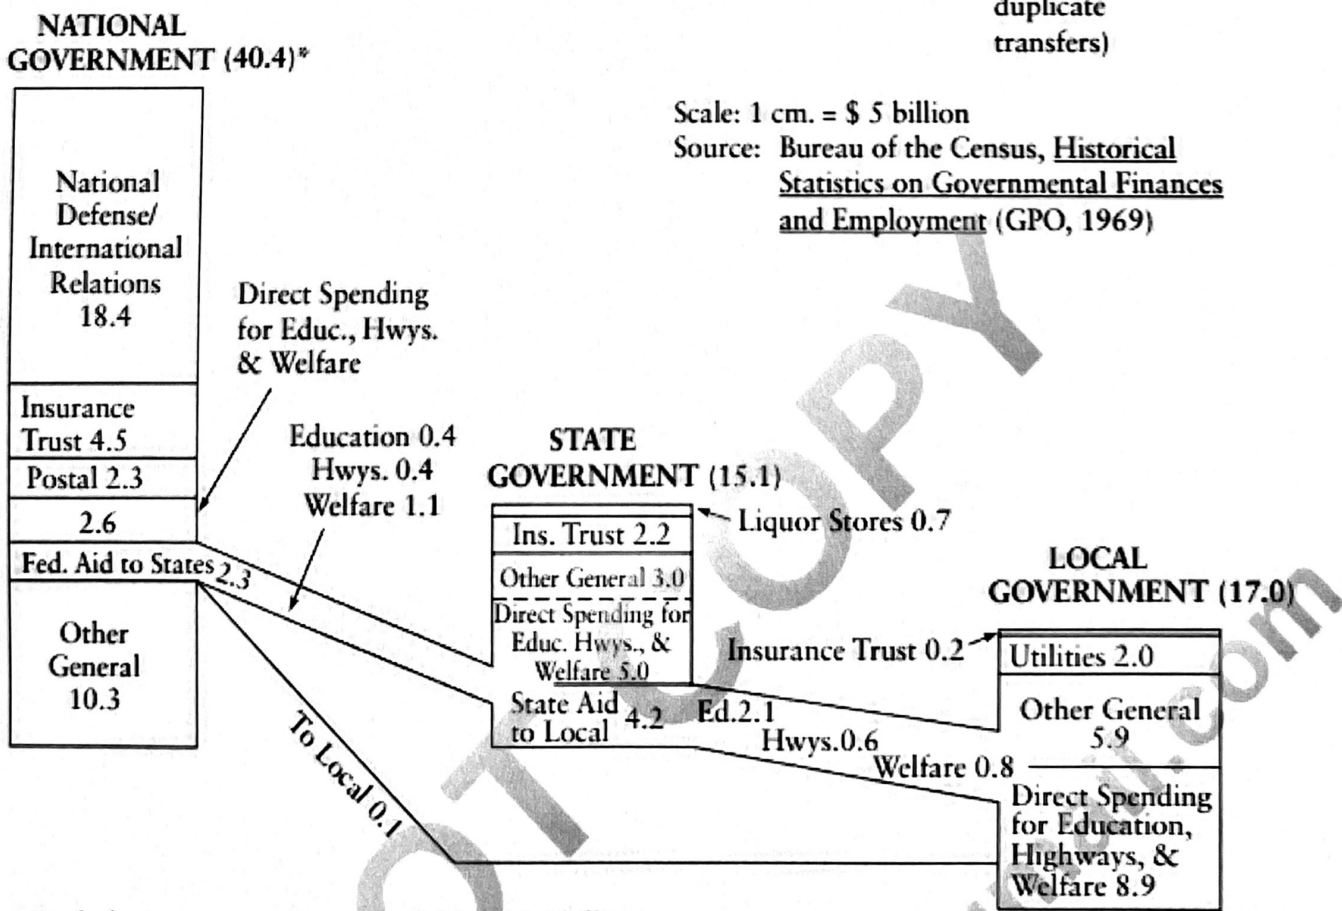 duplicate
transfers)
NATIONAL
GOVERNMENT (40.4)*
Scale: 1 cm. = $ 5 billion
Source: Bureau of the Census, Historical
Statistics on Governmental Finances
and Employment (GPO, 1969)
National
Defense/
International
Relations
18.4
Insurance
Trust 4.5
Postal 2.3
2.6
Fed. Aid to States 2.3
Other
General
10.3
Direct Spending
for Educ., Hwys.
& Welfare
Education 0.4
Hwys. 0.4
Welfare 1.1
To Local 0.1
STATE
GOVERNMENT (15.1)
Liquor Stores 0.7
Ins. Trust 2.2
Other General 3.0
Direct Spending for
Educ. Hwys., &
Welfare 5.0
State Aid
to Local 4.2
Ed.2.1
Hwys.0.6
Welfare 0.8
LOCAL
GOVERNMENT (17.0)
Insurance Trust 0.2
Utilities 2.0
Other General
5.9
Direct Spending
for Education,
Highways, &
Welfare 8.9
OT COPY
mail.com